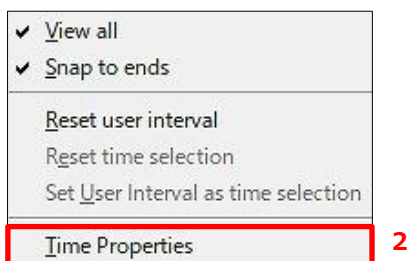 ✔ View all
✔ Snap to ends
Reset user interval
Reset time selection
Set User Interval as time selection
Time Properties 2